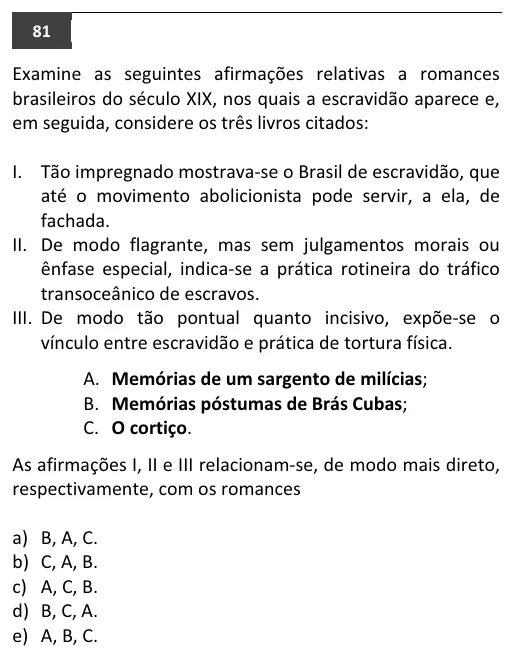 81
Examine as seguintes afirmações relativas a romances
brasileiros do século XIX, nos quais a escravidão aparece e,
em seguida, considere os três livros citados:
I. Tão impregnado mostrava-se o Brasil de escravidão, que
até o movimento abolicionista pode servir, a ela, de
fachada.
II. De modo flagrante, mas sem julgamentos morais ou
ênfase especial, indica-se a prática rotineira do tráfico
transoceânico de escravos.
III. De modo tão pontual quanto incisivo, expõe-se o
vínculo entre escravidão e prática de tortura física.
A. Memórias de um sargento de milícias;
B. Memórias póstumas de Brás Cubas;
C. O cortiço.
As afirmações I, II e III relacionam-se, de modo mais direto,
respectivamente, com os romances
a) B, A, C.
b) C, A, B.
c) A, C, B.
d) B, C, A.
e) A, B, C.